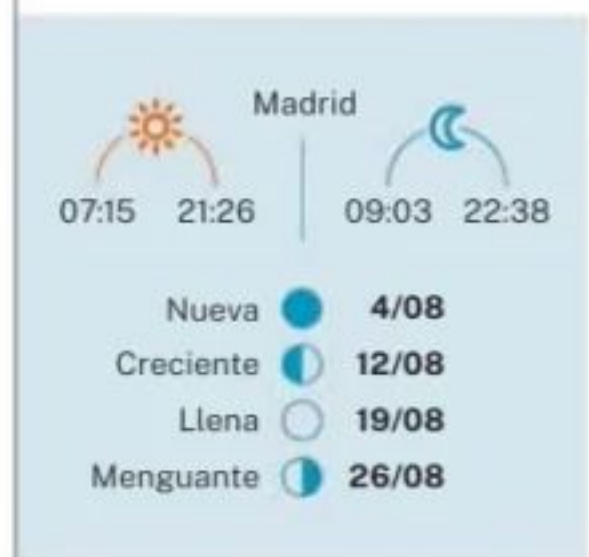 Madrid
07:15 21:26 09:03 22:38
Nueva 4/08
Creciente 12/08
Llena 19/08
Menguante 26/08